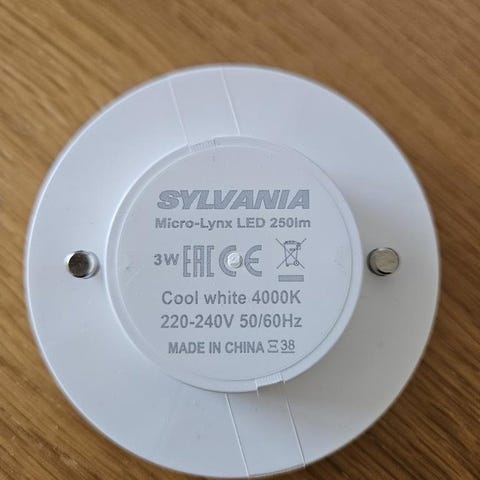 SYLVANIA
Micro-Lynx LED 250lm
3W EAC CE
Cool white 4000K
220-240V 50/60Hz
MADE IN CHINA Ξ 38